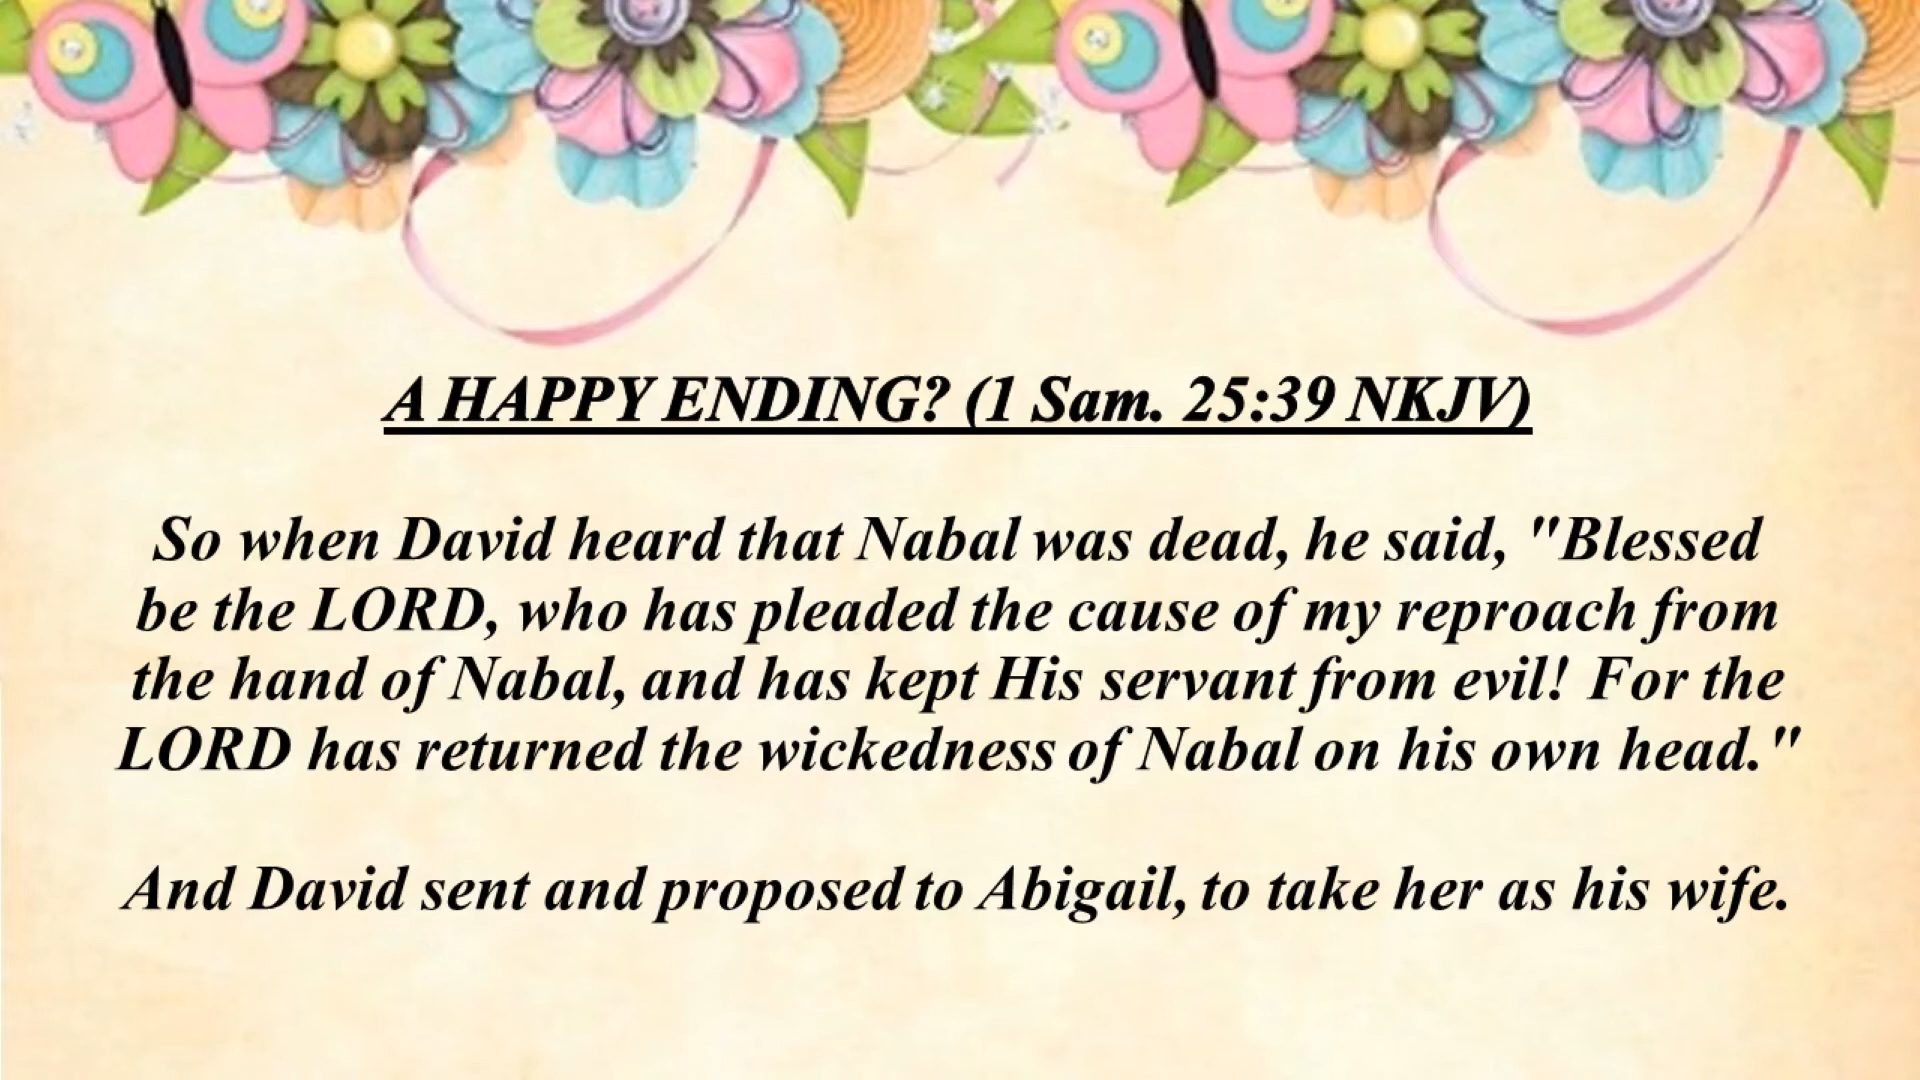 A HAPPY ENDING? (1 Sam. 25:39 NKJV)
So when David heard that Nabal was dead, he said, "Blessed
be the LORD, who has pleaded the cause of my reproach from
the hand of Nabal, and has kept His servant from evil! For the
LORD has returned the wickedness of Nabal on his own head."
And David sent and proposed to Abigail, to take her as his wife.